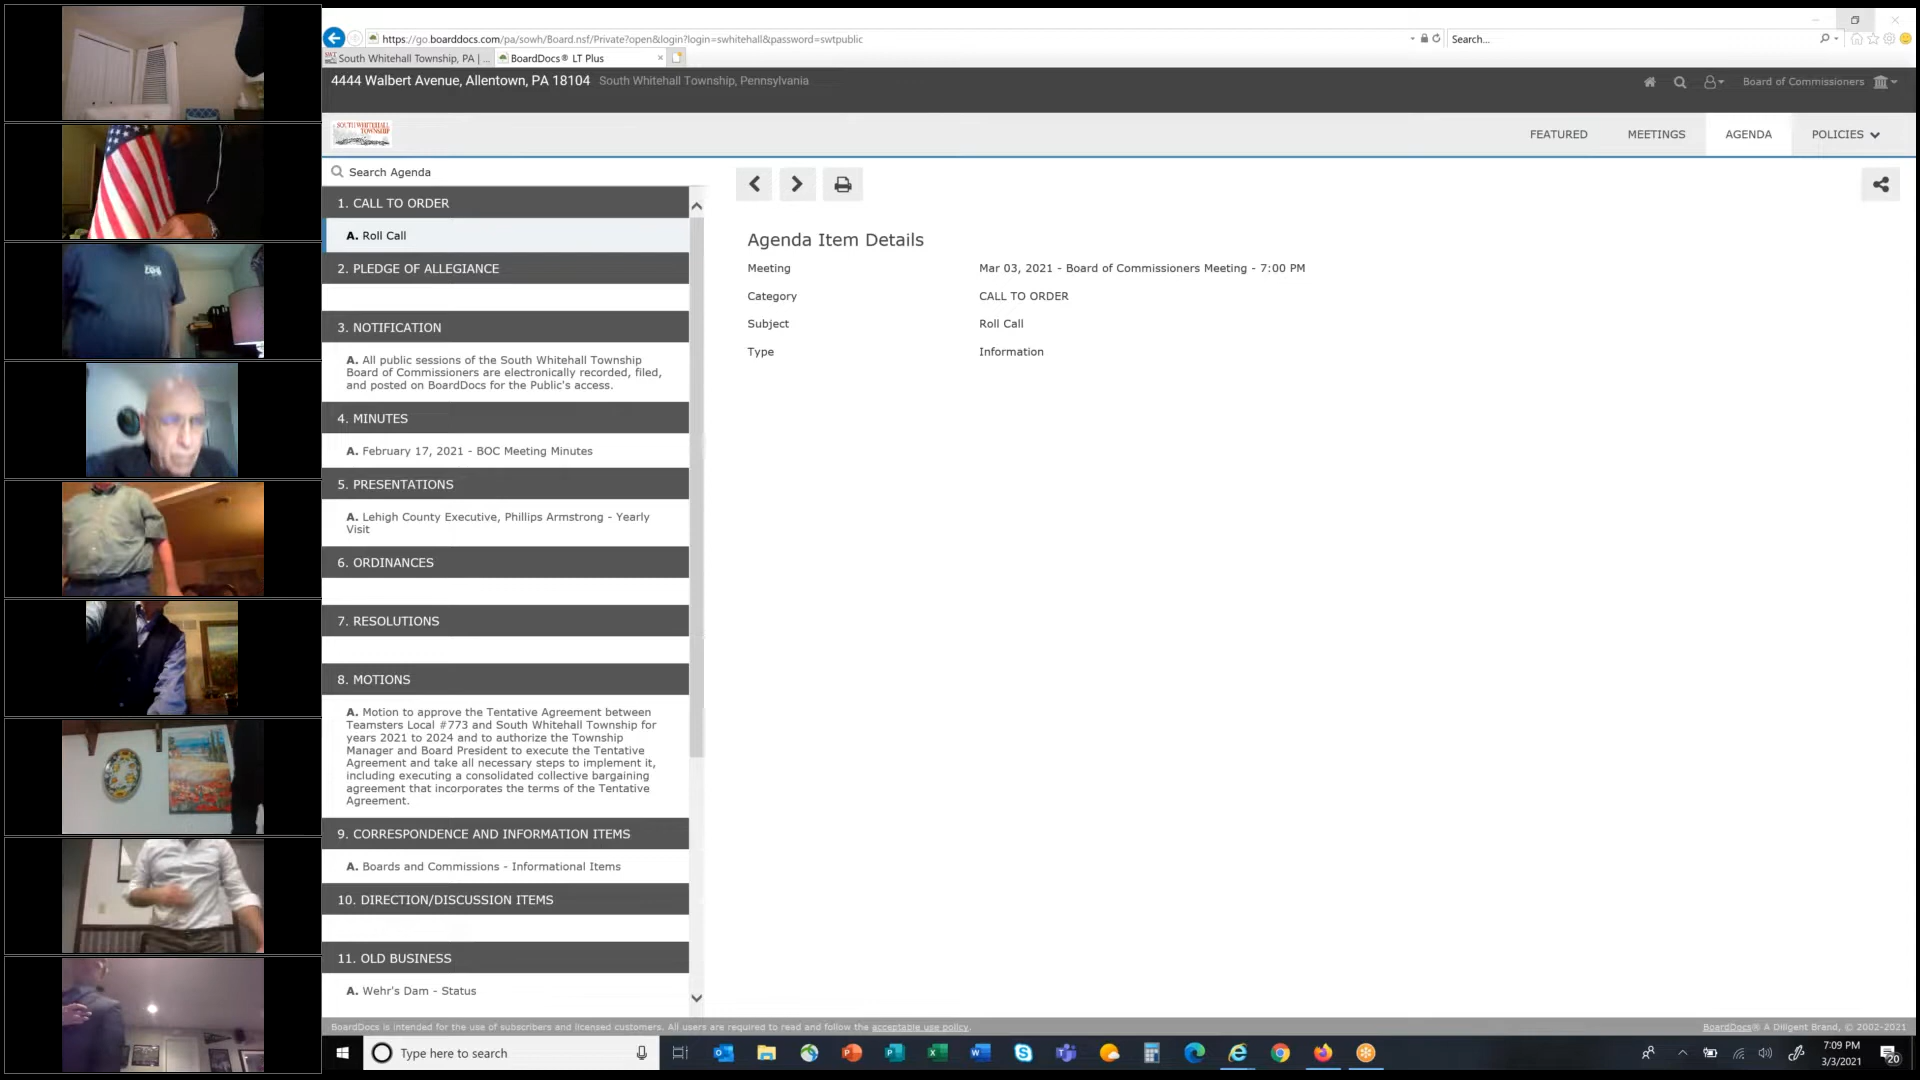 https://go.boarddocs.com/pa/sowh/Board.nsf/Private?open&login?login=swhitehall&password=swtpublic
Search...
South Whitehall Township, PA | ...
BoardDocs® LT Plus
4444 Walbert Avenue, Allentown, PA 18104 South Whitehall Township, Pennsylvania
Board of Commissioners
SOUTH WHITEHALL
TOWNSHIP
FEATURED
MEETINGS
AGENDA
POLICIES
Search Agenda
1. CALL TO ORDER
A. Roll Call
2. PLEDGE OF ALLEGIANCE
3. NOTIFICATION
A. All public sessions of the South Whitehall Township
Board of Commissioners are electronically recorded, filed,
and posted on BoardDocs for the Public's access.
4. MINUTES
A. February 17, 2021 - BOC Meeting Minutes
5. PRESENTATIONS
A. Lehigh County Executive, Phillips Armstrong - Yearly
Visit
6. ORDINANCES
7. RESOLUTIONS
8. MOTIONS
A. Motion to approve the Tentative Agreement between
Teamsters Local #773 and South Whitehall Township for
years 2021 to 2024 and to authorize the Township
Manager and Board President to execute the Tentative
Agreement and take all necessary steps to implement it,
including executing a consolidated collective bargaining
agreement that incorporates the terms of the Tentative
Agreement.
9. CORRESPONDENCE AND INFORMATION ITEMS
A. Boards and Commissions - Informational Items
10. DIRECTION/DISCUSSION ITEMS
11. OLD BUSINESS
A. Wehr's Dam - Status
Agenda Item Details
Meeting Mar 03, 2021 - Board of Commissioners Meeting - 7:00 PM
Category CALL TO ORDER
Subject Roll Call
Type Information
BoardDocs is intended for the use of subscribers and licensed customers. All users are required to read and follow the acceptable use policy.
BoardDocs® A Diligent Brand, © 2002-2021
Type here to search
7:09 PM
3/3/2021
20